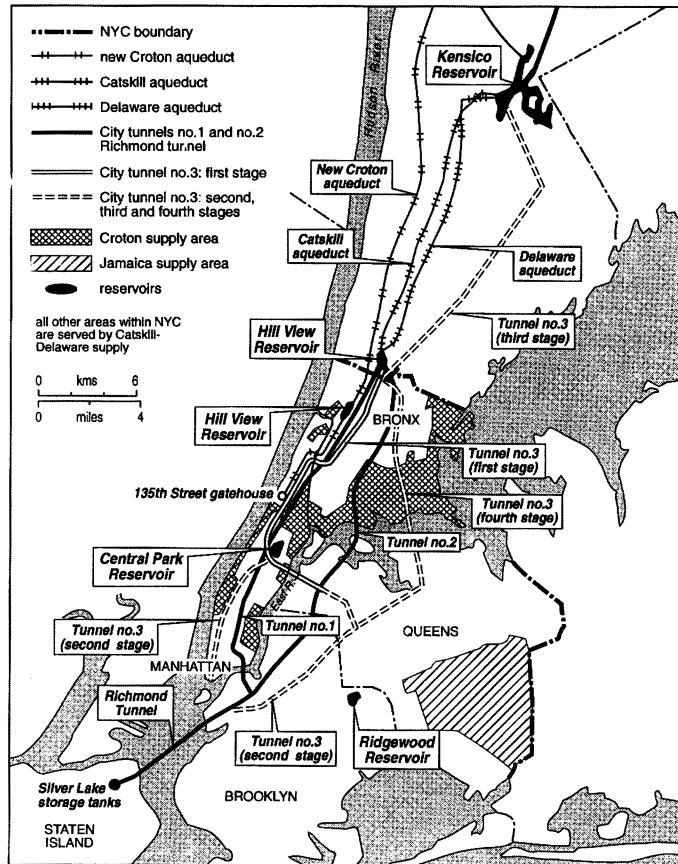 NYC boundary
new Croton aqueduct
Catskill aqueduct
Delaware aqueduct
City tunnels no.1 and no.2
Richmond tunnel
City tunnel no.3: first stage
City tunnel no.3: second,
third and fourth stages
Croton supply area
Jamaica supply area
reservoirs
all other areas within NYC
are served by Catskill-
Delaware supply
0 kms 6
0 miles 4
Hudson River
Kensico
Reservoir
New Croton
aqueduct
Catskill
aqueduct
Delaware
aqueduct
Hill View
Reservoir
Tunnel no.3
(third stage)
Hill View
Reservoir
BRONX
Tunnel no.3
(first stage)
135th Street gatehouse
Tunnel no.3
(fourth stage)
Central Park
Reservoir
Tunnel no.2
East R.
Tunnel no.3
(second stage)
Tunnel no.1
QUEENS
MANHATTAN
Richmond
Tunnel
Tunnel no.3
(second stage)
Ridgewood
Reservoir
Silver Lake
storage tanks
BROOKLYN
STATEN
ISLAND